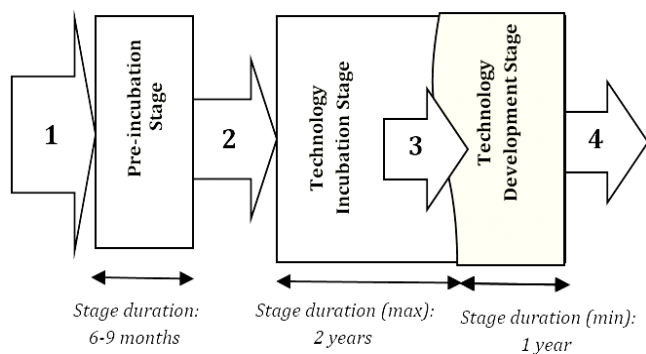 1
Pre-incubation
Stage
2
Technology
Incubation Stage
3
Technology
Development Stage
4
Stage duration:
6-9 months
Stage duration (max):
2 years
Stage duration (min):
1 year